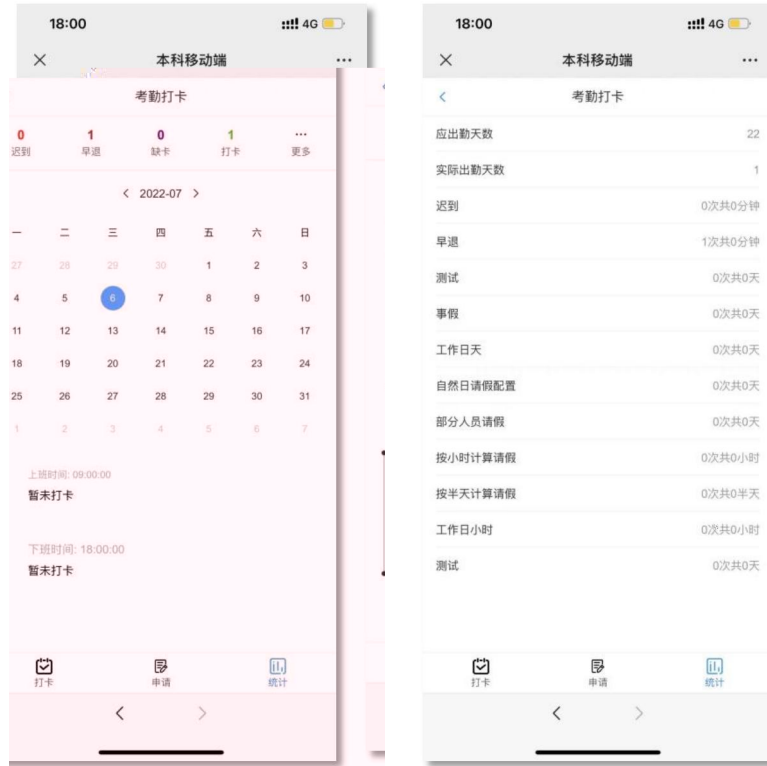 18:00
4G
本科移动端
考勤打卡
0 1 0 1 ...
迟到 早退 缺卡 打卡 更多
< 2022-07 >
一 二 三 四 五 六 日
27 28 29 30 1 2 3
4 5 6 7 8 9 10
11 12 13 14 15 16 17
18 19 20 21 22 23 24
25 26 27 28 29 30 31
1 2 3 4 5 6 7
上班时间: 09:00:00
暂未打卡
下班时间: 18:00:00
暂未打卡
打卡 申请 统计
18:00
4G
本科移动端
考勤打卡
应出勤天数 22
实际出勤天数 1
迟到 0次共0分钟
早退 1次共0分钟
测试 0次共0天
事假 0次共0天
工作日天 0次共0天
自然日请假配置 0次共0天
部分人员请假 0次共0天
按小时计算请假 0次共0小时
按半天计算请假 0次共0半天
工作日小时 0次共0小时
测试 0次共0天
打卡 申请 统计